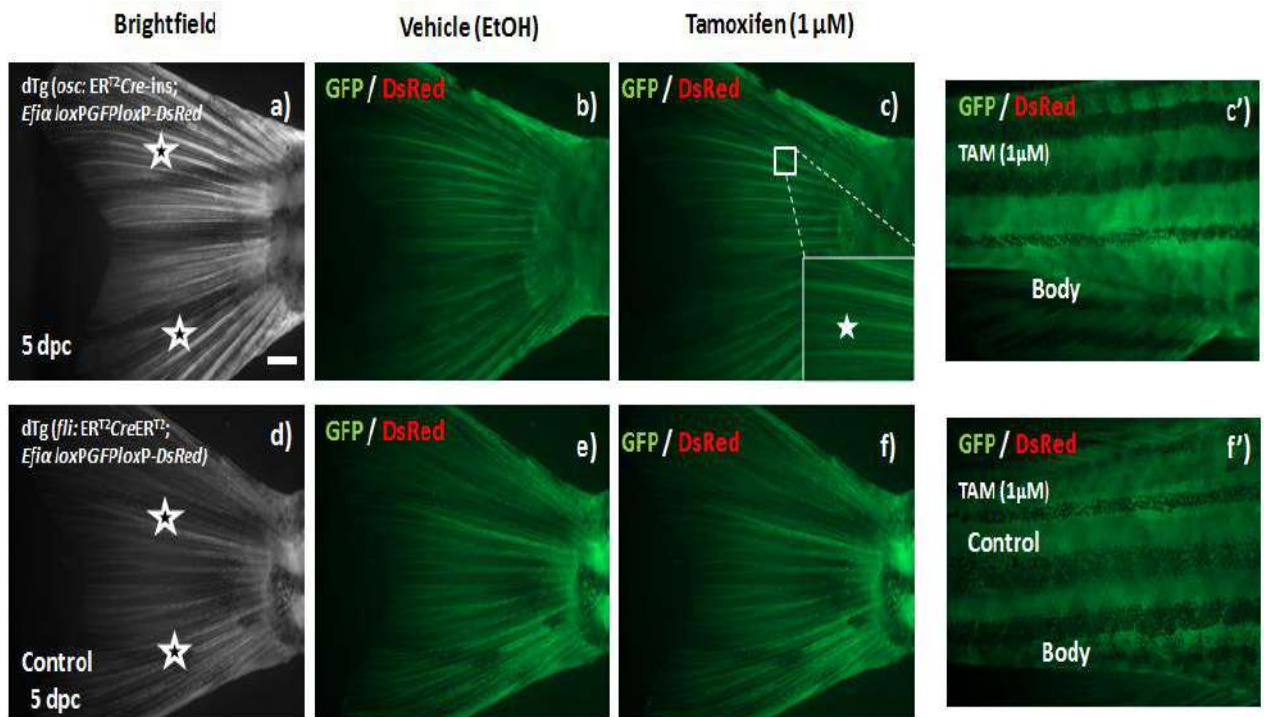 Brightfield
Vehicle (EtOH)
Tamoxifen (1 µM)
dTg (osc: ERᵀ²Cre-ins;
Efiα loxPGFPloxP-DsRed
a)
5 dpc
GFP / DsRed
b)
GFP / DsRed
c)
GFP / DsRed
c')
TAM (1µM)
Body
dTg (fli: ERᵀ²CreERᵀ²;
Efiα loxPGFPloxP-DsRed)
d)
Control
5 dpc
GFP / DsRed
e)
GFP / DsRed
f)
GFP / DsRed
f')
TAM (1µM)
Control
Body